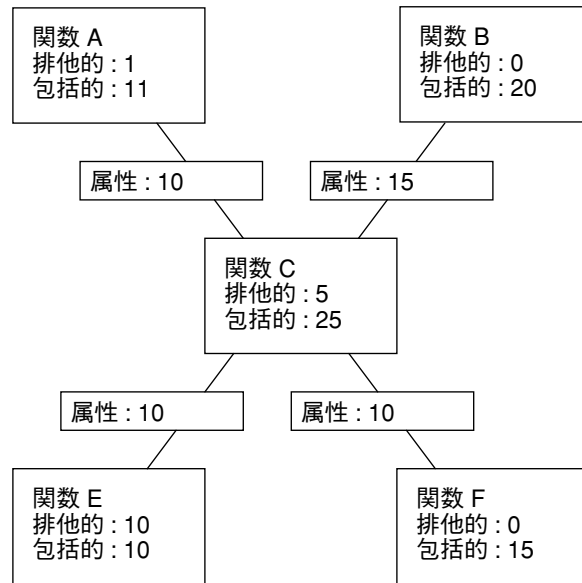 関数 A
排他的 : 1
包括的 : 11
関数 B
排他的 : 0
包括的 : 20
属性 : 10
属性 : 15
関数 C
排他的 : 5
包括的 : 25
属性 : 10
属性 : 10
関数 E
排他的 : 10
包括的 : 10
関数 F
排他的 : 0
包括的 : 15